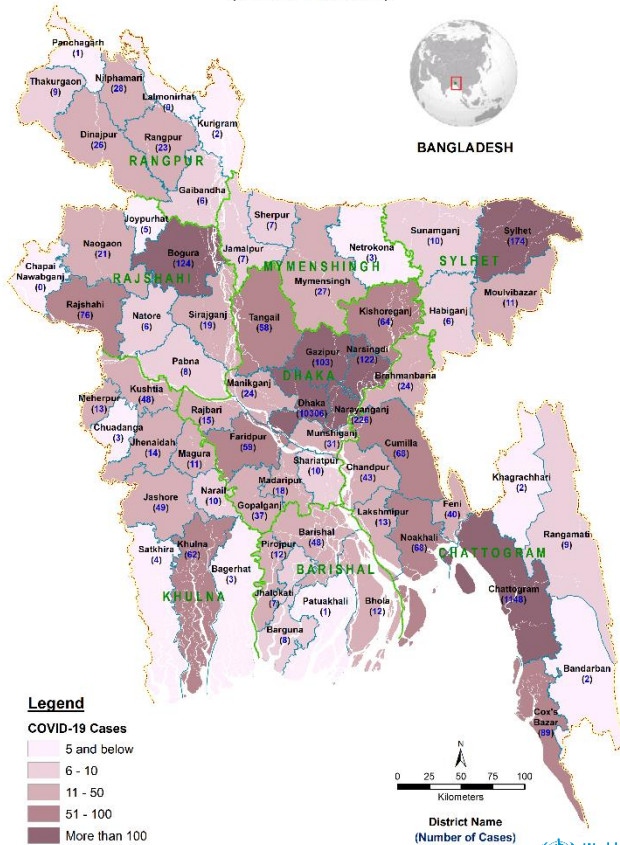 Panchagarh
(1)
Thakurgaon
(9)
Nilphamari
(28)
Lalmonirhat
Kurigram
(2)
Dinajpur
(26)
Rangpur
(23)
RANGPUR
Gaibandha
(6)
BANGLADESH
Joypurhat
(5)
Naogaon
(21)
Bogura
(124)
Chapai
Nawabganj
(0)
RAJSHAHI
Rajshahi
(76)
Natore
(6)
Sirajganj
(19)
Pabna
(8)
Sherpur
(7)
Jamalpur
(7)
Netrokona
(3)
MYMENSINGH
Mymensingh
(27)
Sunamganj
(10)
Sylhet
(174)
SYLHET
Habiganj
(6)
Moulvibazar
(11)
Tangail
(58)
Kishoreganj
(64)
Gazipur
(103)
Narsingdi
(122)
DHAKA
Manikganj
(24)
Dhaka
(10306)
Narayanganj
(226)
Brahmanbaria
(24)
Munshiganj
(31)
Rajbari
(15)
Faridpur
(59)
Shariatpur
(10)
Madaripur
(18)
Gopalganj
(37)
Kushtia
(48)
Meherpur
(13)
Chuadanga
(3)
Jhenaidah
(14)
Magura
(11)
Narail
(10)
Jashore
(49)
Satkhira
(4)
Khulna
(62)
Bagerhat
(3)
KHULNA
Pirojpur
(12)
Barishal
(48)
BARISHAL
Jhalokati
(7)
Patuakhali
(1)
Barguna
(8)
Bhola
(12)
Cumilla
(68)
Chandpur
(43)
Lakshmipur
(13)
Noakhali
(68)
Feni
(40)
Khagrachhari
(2)
Rangamati
(9)
CHATTOGRAM
Chattogram
(1148)
Bandarban
(2)
Cox's
Bazar
(89)
Legend
COVID-19 Cases
5 and below
6 - 10
11 - 50
51 - 100
More than 100
N
0 25 50 75 100
Kilometers
District Name
(Number of Cases)